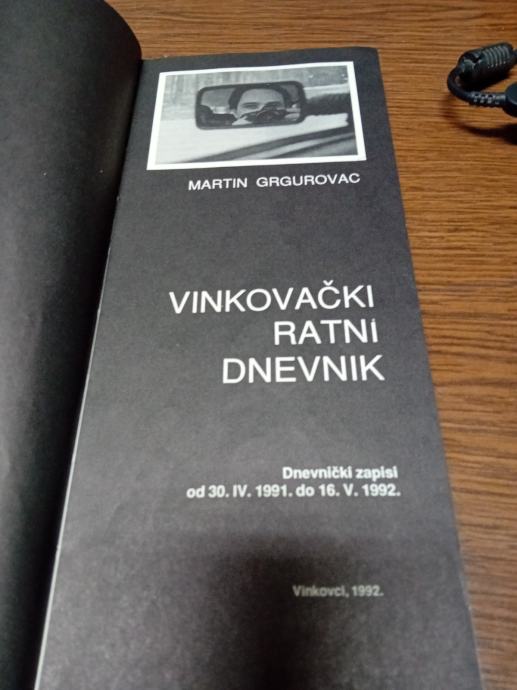 MARTIN GRGUROVAC
VINKOVAČKI
RATNI
DNEVNIK
Dnevnički zapisi
od 30. IV. 1991. do 16. V. 1992.
Vinkovci, 1992.